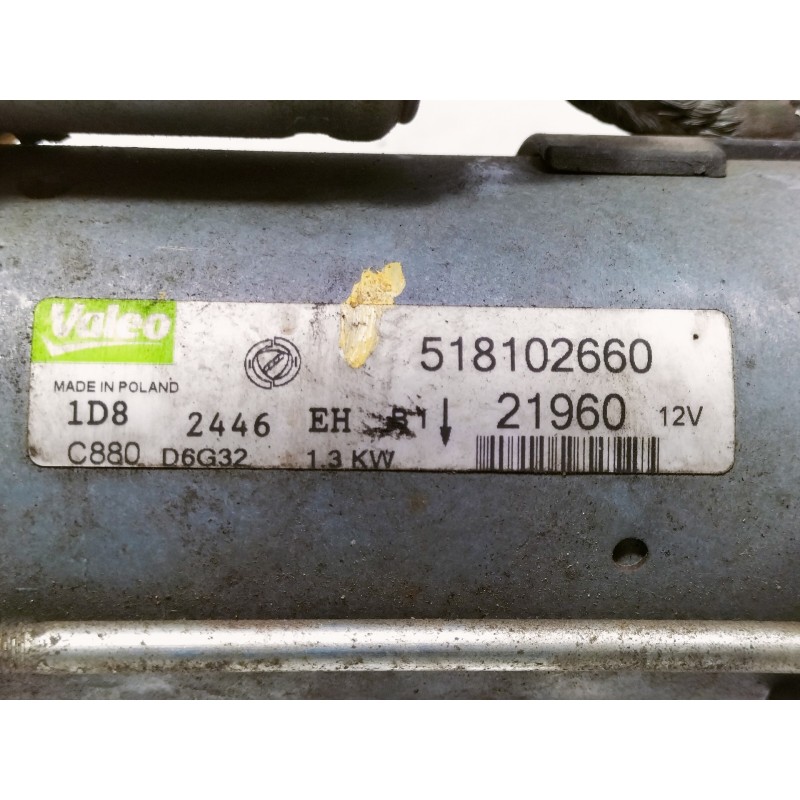 Valeo
518102660
MADE IN POLAND
1D8 2446 EH 21960 12V
C880 D6G32 1.3 KW